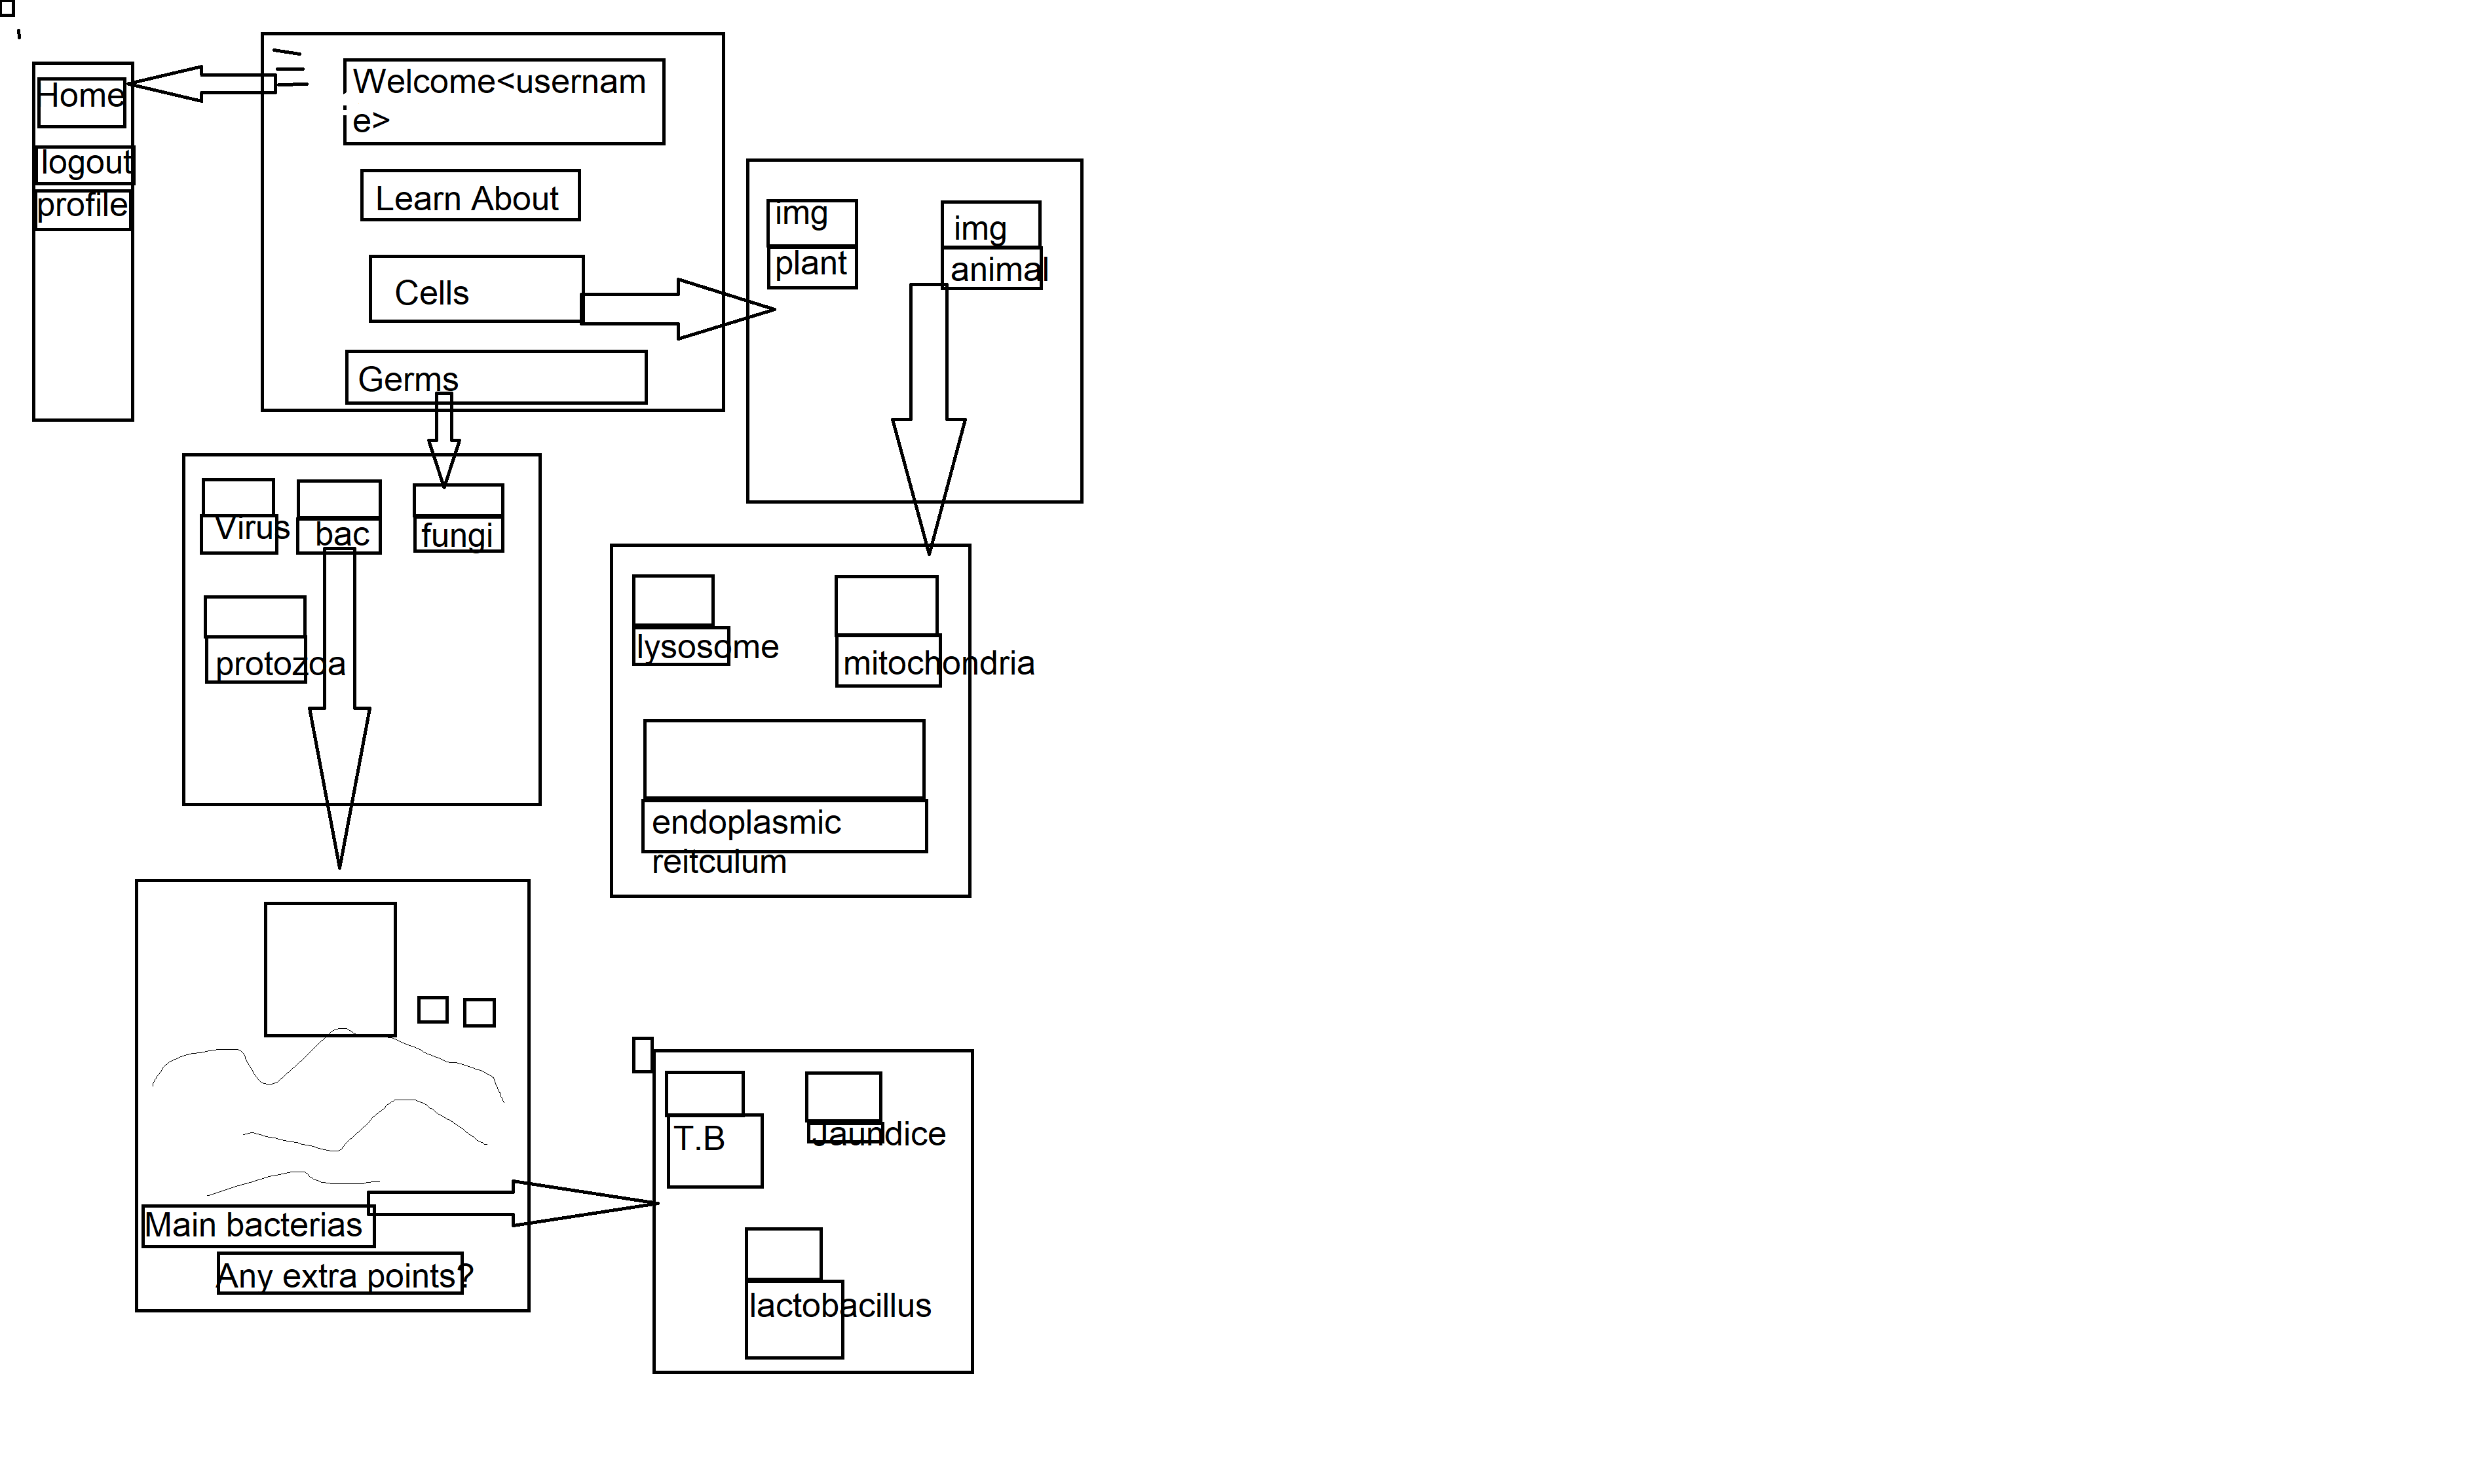 Home
logout
profile
Welcome<usernam
e>
Learn About
Cells
Germs
img
plant
img
animal
Virus
bac
fungi
protozoa
lysosome
mitochondria
endoplasmic
reitculum
Main bacterias
Any extra points?
T.B
Jaundice
lactobacillus